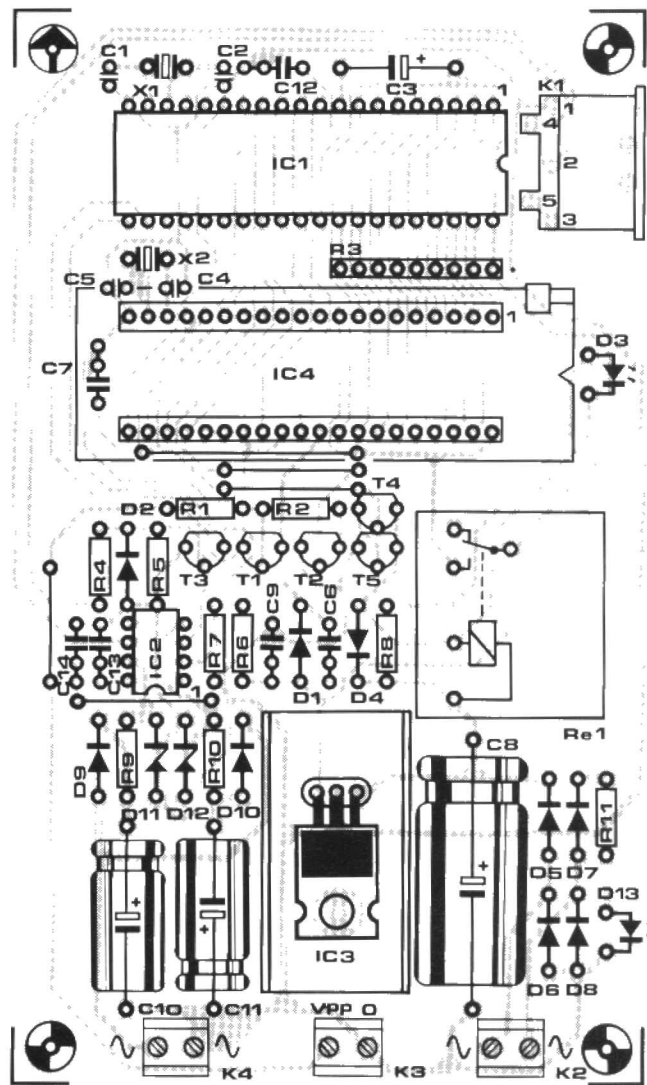 C1 C2
X1 C12 C3 + K1
1 1
4
IC1 2
5
3
X2 R3
C5 C4
1
D3
C7 IC4
T4
D2 R1 R2
R4 R5 T3 T1 T2 T5
C9 C6
IC2 R7 R6 R8
C14 C13 1 D1 D4
Re1
C8
D9 R9 R10
D11 D12 D10 R11
D5 D7
+ + D13
+
IC3
D6 D8
C10 C11 VPP 0
K4 K3 K2